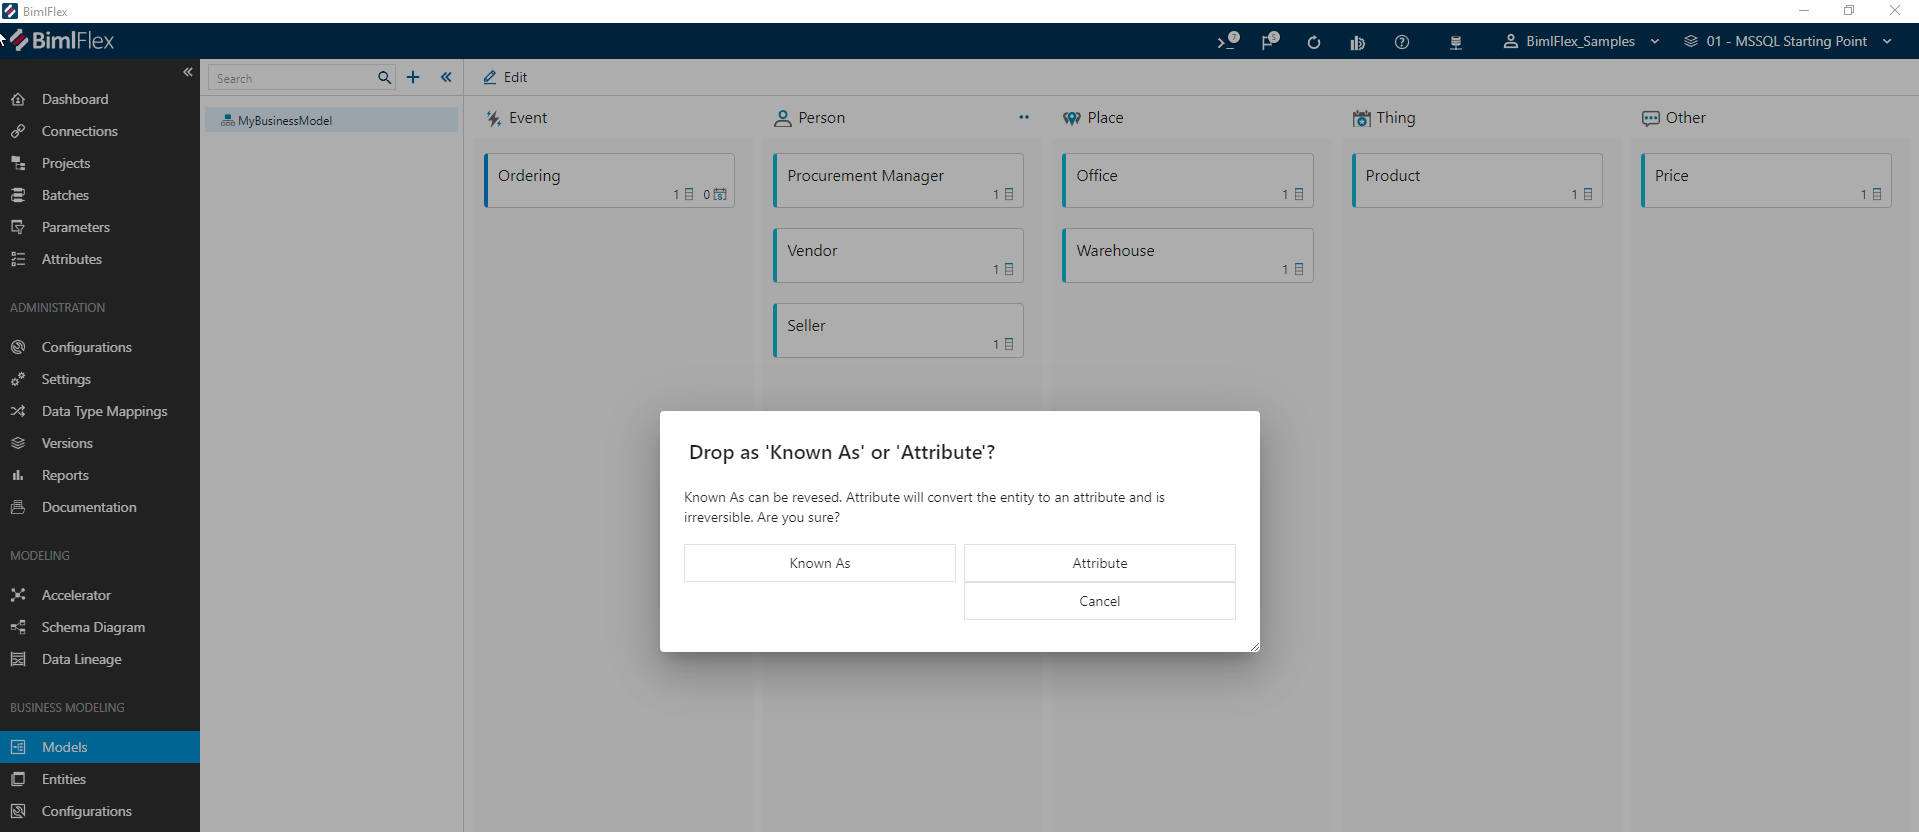 BimlFlex
BimlFlex
7
5
BimlFlex_Samples
01 - MSSQL Starting Point
Dashboard
Connections
Projects
Batches
Parameters
Attributes
ADMINISTRATION
Configurations
Settings
Data Type Mappings
Versions
Reports
Documentation
MODELING
Accelerator
Schema Diagram
Data Lineage
BUSINESS MODELING
Models
Entities
Configurations
Search
MyBusinessModel
Edit
Event
Ordering
1 0
Person
Procurement Manager
1
Vendor
1
Seller
1
Place
Office
1
Warehouse
1
Thing
Product
1
Other
Price
1
Drop as 'Known As' or 'Attribute'?
Known As can be revesed. Attribute will convert the entity to an attribute and is
irreversible. Are you sure?
Known As
Attribute
Cancel